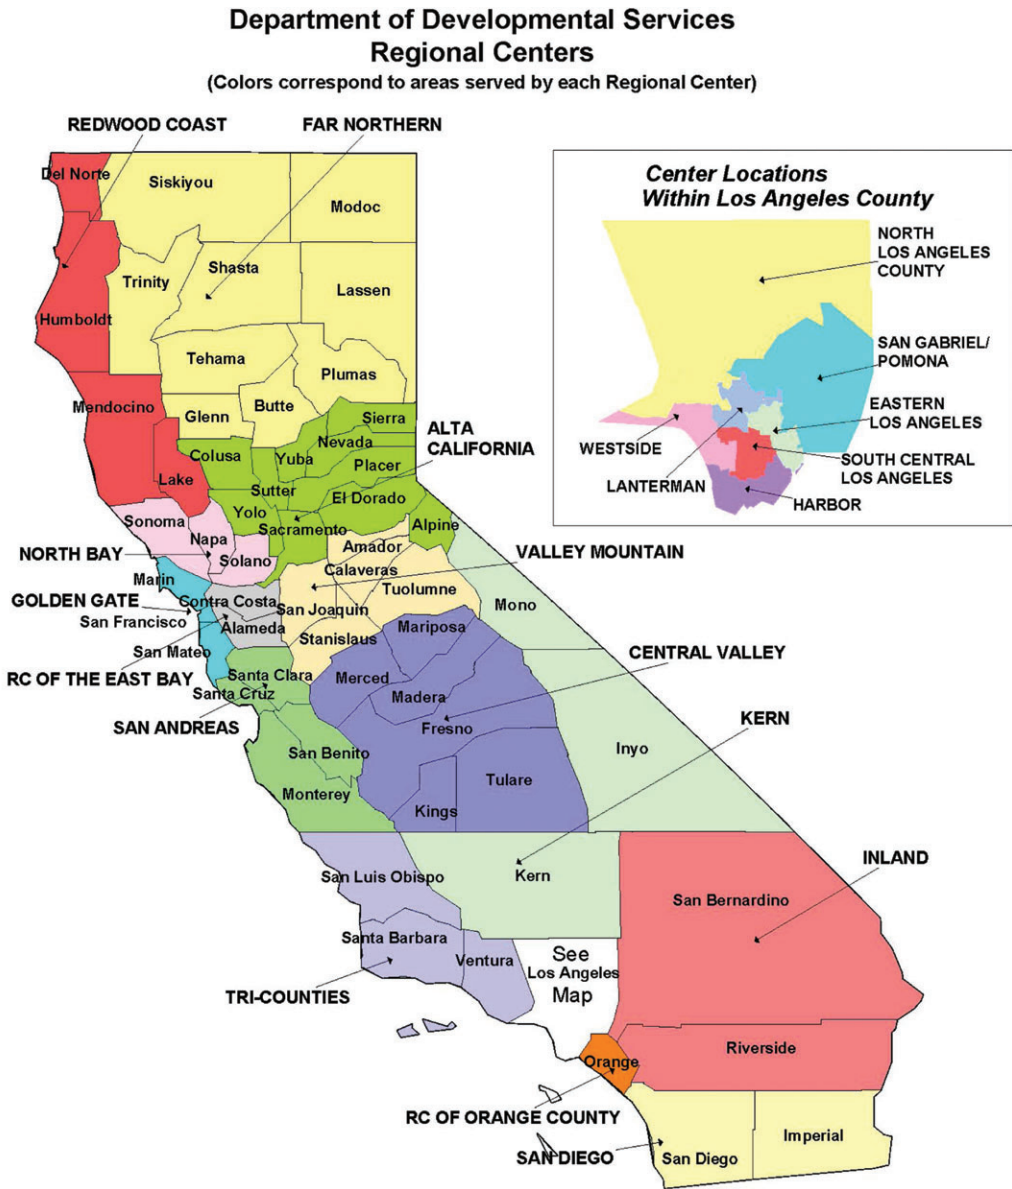 Department of Developmental Services
Regional Centers
(Colors correspond to areas served by each Regional Center)
REDWOOD COAST
FAR NORTHERN
Del Norte
Siskiyou
Modoc
Trinity
Shasta
Lassen
Humboldt
Tehama
Plumas
Mendocino
Glenn
Butte
Sierra
Nevada
ALTA
CALIFORNIA
Colusa
Yuba
Placer
Lake
Sutter
El Dorado
Yolo
Sacramento
Alpine
Sonoma
Napa
Amador
NORTH BAY
Solano
Calaveras
VALLEY MOUNTAIN
Marin
Tuolumne
GOLDEN GATE
Contra Costa
San Joaquin
Mono
San Francisco
Alameda
Mariposa
Stanislaus
San Mateo
CENTRAL VALLEY
RC OF THE EAST BAY
Santa Clara
Merced
Santa Cruz
Madera
SAN ANDREAS
Fresno
KERN
San Benito
Inyo
Tulare
Monterey
Kings
INLAND
San Luis Obispo
Kern
San Bernardino
Santa Barbara
Ventura
See
Los Angeles
Map
TRI-COUNTIES
Orange
Riverside
RC OF ORANGE COUNTY
Imperial
SAN DIEGO
San Diego
Center Locations
Within Los Angeles County
NORTH
LOS ANGELES
COUNTY
SAN GABRIEL/
POMONA
EASTERN
LOS ANGELES
WESTSIDE
SOUTH CENTRAL
LOS ANGELES
LANTERMAN
HARBOR